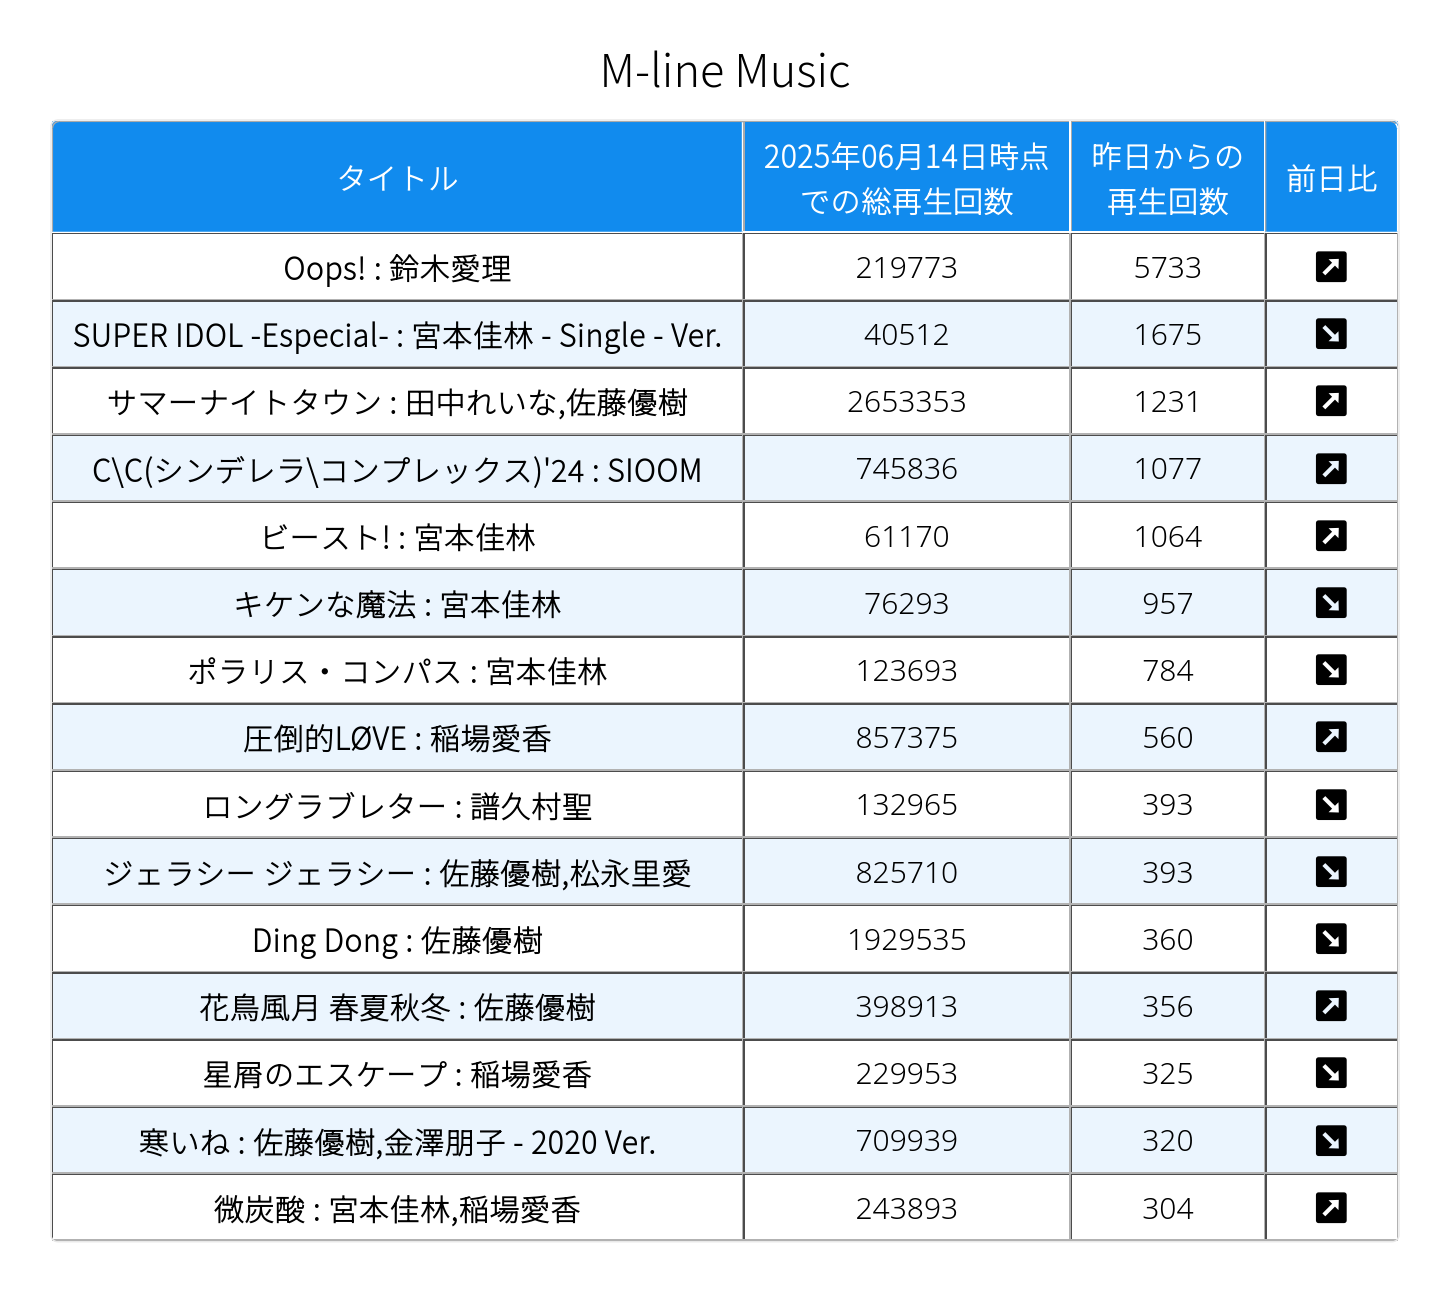 M-line Music
タイトル 2025年06月14日時点での総再生回数 昨日からの再生回数 前日比
Oops! : 鈴木愛理 219773 5733 ↗
SUPER IDOL -Especial- : 宮本佳林 - Single - Ver. 40512 1675 ↘
サマーナイトタウン : 田中れいな,佐藤優樹 2653353 1231 ↗
C\C(シンデレラ\コンプレックス)'24 : SIOOM 745836 1077 ↗
ビースト! : 宮本佳林 61170 1064 ↗
キケンな魔法 : 宮本佳林 76293 957 ↘
ポラリス・コンパス : 宮本佳林 123693 784 ↘
圧倒的LØVE : 稲場愛香 857375 560 ↗
ロングラブレター : 譜久村聖 132965 393 ↘
ジェラシー ジェラシー : 佐藤優樹,松永里愛 825710 393 ↘
Ding Dong : 佐藤優樹 1929535 360 ↘
花鳥風月 春夏秋冬 : 佐藤優樹 398913 356 ↗
星屑のエスケープ : 稲場愛香 229953 325 ↘
寒いね : 佐藤優樹,金澤朋子 - 2020 Ver. 709939 320 ↘
微炭酸 : 宮本佳林,稲場愛香 243893 304 ↗